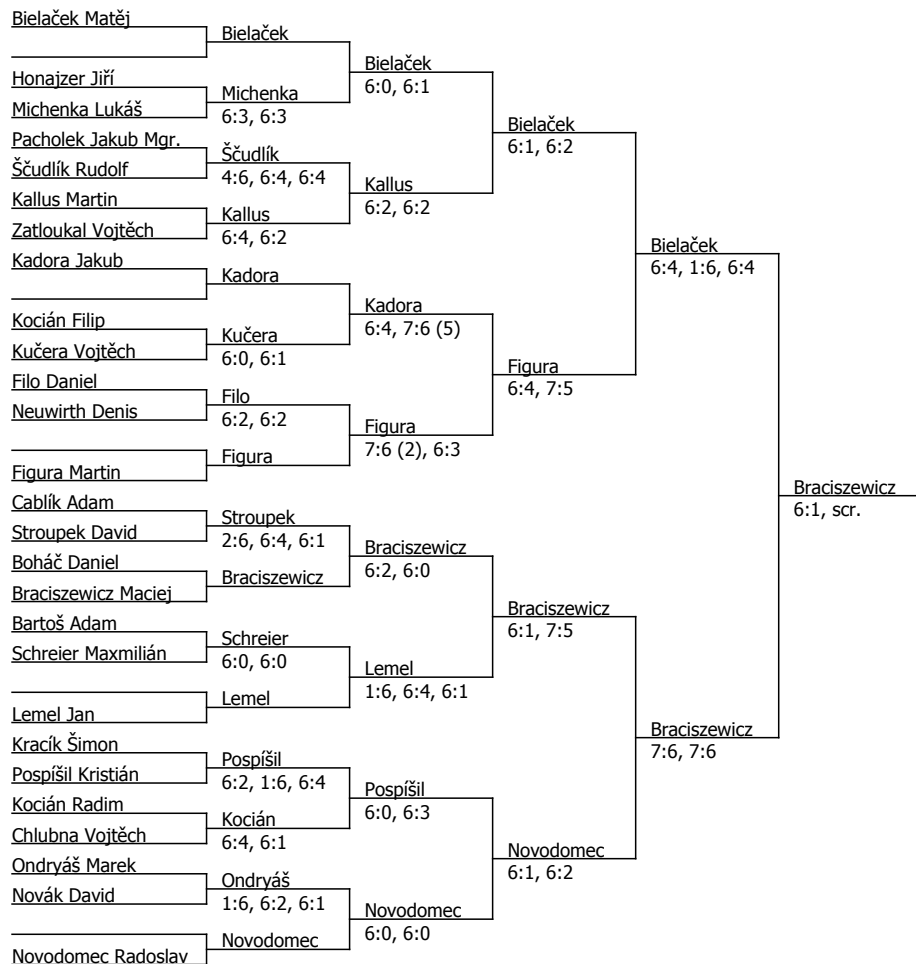 Bielaček Matěj
Bielaček
Bielaček
6:0, 6:1
Honajzer Jiří
Michenka
6:3, 6:3
Michenka Lukáš
Bielaček
6:1, 6:2
Pacholek Jakub Mgr.
Ščudlík
4:6, 6:4, 6:4
Ščudlík Rudolf
Kallus
6:2, 6:2
Kallus Martin
Kallus
6:4, 6:2
Zatloukal Vojtěch
Bielaček
6:4, 1:6, 6:4
Kadora Jakub
Kadora
Kadora
6:4, 7:6 (5)
Kocián Filip
Kučera
6:0, 6:1
Kučera Vojtěch
Figura
6:4, 7:5
Filo Daniel
Filo
6:2, 6:2
Neuwirth Denis
Figura
7:6 (2), 6:3
Figura
Figura Martin
Braciszewicz
6:1, scr.
Cablík Adam
Stroupek
2:6, 6:4, 6:1
Stroupek David
Braciszewicz
6:2, 6:0
Boháč Daniel
Braciszewicz
Braciszewicz Maciej
Braciszewicz
6:1, 7:5
Bartoš Adam
Schreier
6:0, 6:0
Schreier Maxmilián
Lemel
1:6, 6:4, 6:1
Lemel
Lemel Jan
Braciszewicz
7:6, 7:6
Kracík Šimon
Pospíšil
6:2, 1:6, 6:4
Pospíšil Kristián
Pospíšil
6:0, 6:3
Kocián Radim
Kocián
6:4, 6:1
Chlubna Vojtěch
Novodomec
6:1, 6:2
Ondryáš Marek
Ondryáš
1:6, 6:2, 6:1
Novák David
Novodomec
6:0, 6:0
Novodomec
Novodomec Radoslav